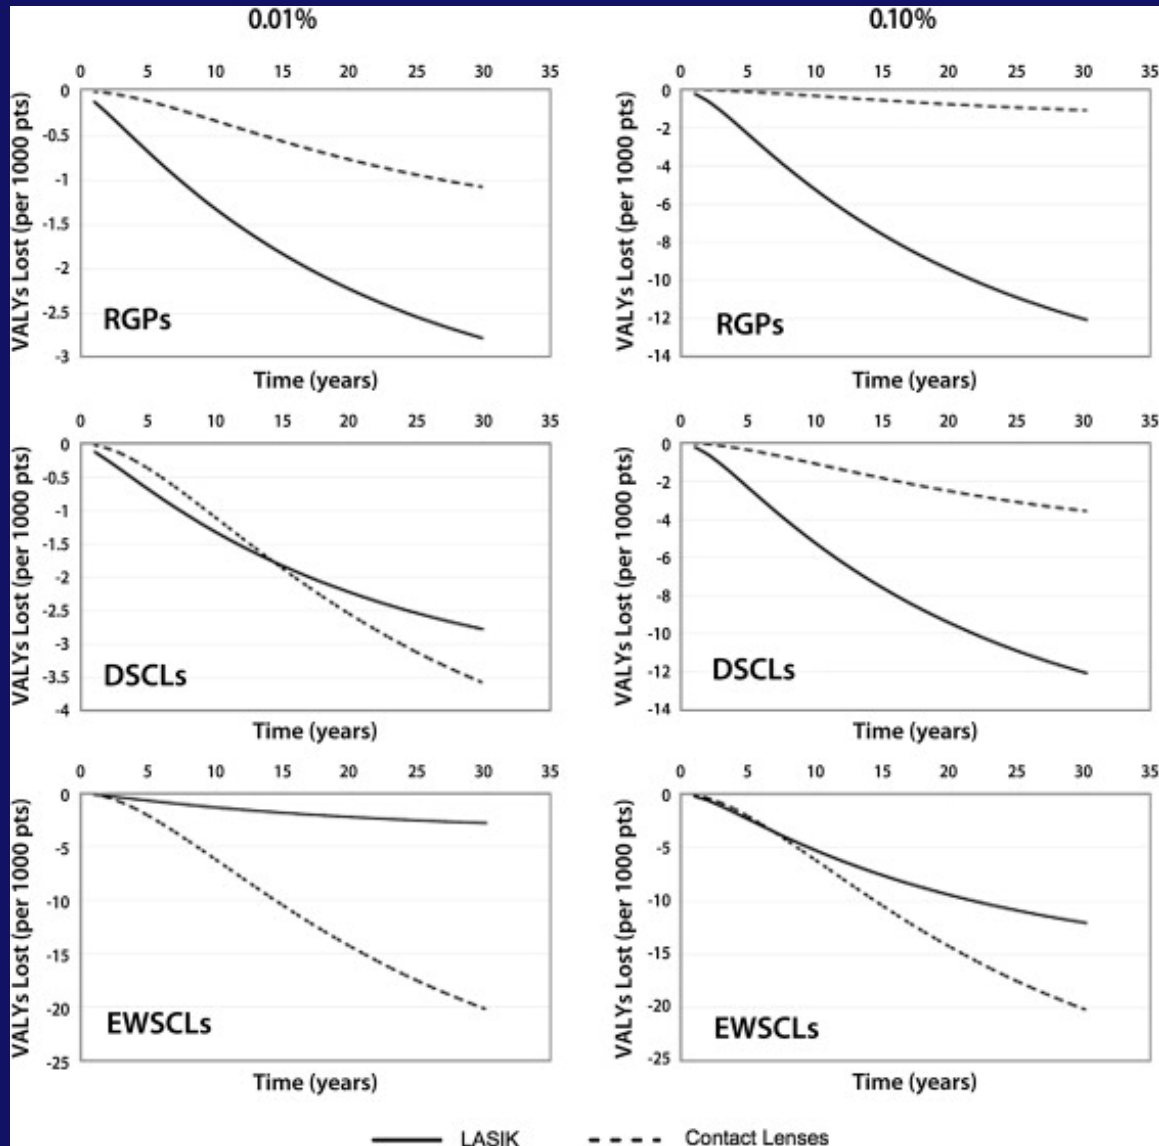 0.01%
0.10%
0 5 10 15 20 25 30 35
0 5 10 15 20 25 30 35
VALYs Lost (per 1000 pts)
0
-0.5
-1
-1.5
-2
-2.5
-3
RGPs
Time (years)
VALYs Lost (per 1000 pts)
0
-2
-4
-6
-8
-10
-12
-14
RGPs
Time (years)
0 5 10 15 20 25 30 35
0 5 10 15 20 25 30 35
VALYs Lost (per 1000 pts)
0
-0.5
-1
-1.5
-2
-2.5
-3
-3.5
-4
DSCLs
Time (years)
VALYs Lost (per 1000 pts)
0
-2
-4
-6
-8
-10
-12
-14
DSCLs
Time (years)
0 5 10 15 20 25 30 35
0 5 10 15 20 25 30 35
VALYs Lost (per 1000 pts)
0
-5
-10
-15
-20
-25
EWSCLs
Time (years)
VALYs Lost (per 1000 pts)
0
-5
-10
-15
-20
-25
EWSCLs
Time (years)
LASIK Contact Lenses